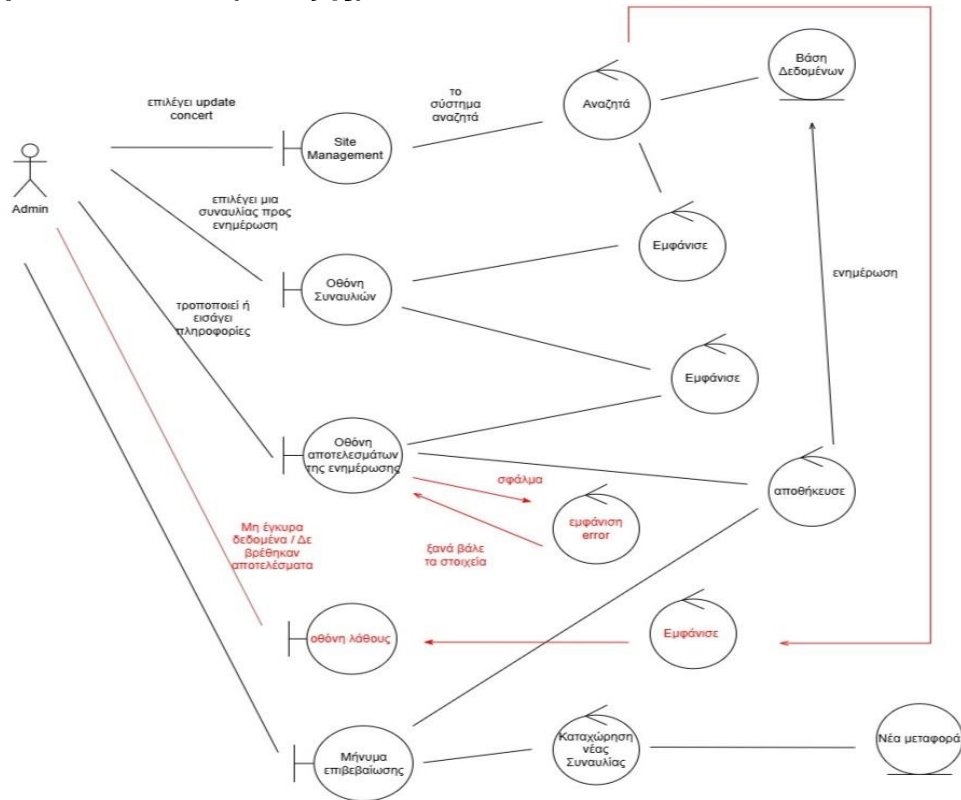 Βάση
Δεδομένων
το
σύστημα
αναζητά
Αναζητά
επιλέγει update
concert
Site
Management
Admin
επιλέγει μια
συναυλίας προς
ενημέρωση
Εμφάνισε
Οθόνη
Συναυλιών
ενημέρωση
τροποποιεί ή
εισάγει
πληροφορίες
Εμφάνισε
Οθόνη
αποτελεσμάτων
της ενημέρωσης
σφάλμα
αποθήκευσε
εμφάνιση
error
Μη έγκυρα
δεδομένα / Δε
βρέθηκαν
αποτελέσματα
ξανά βάλε
τα στοιχεία
οθόνη λάθους
Εμφάνισε
Μήνυμα
επιβεβαίωσης
Καταχώρηση
νέας
Συναυλίας
Νέα μεταφορά